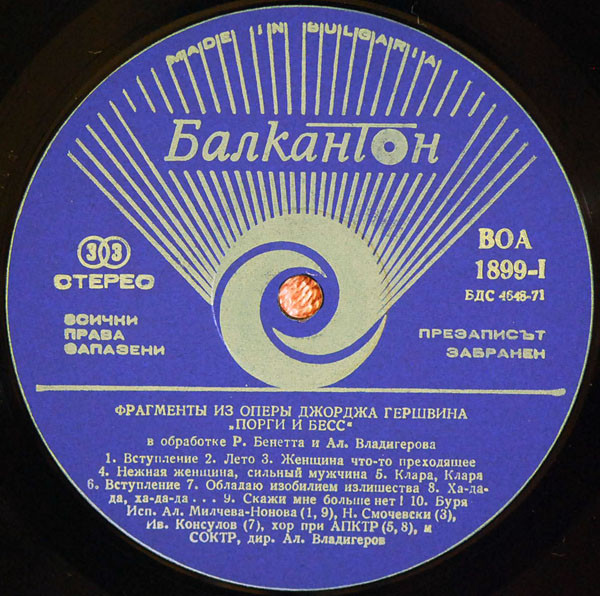 MADE IN BULGARIA
Балкантон
33
СТЕРЕО
ВСИЧКИ
ПРАВА
ЗАПАЗЕНИ
ВОА
1899-I
БДС 4648-71
ПРЕЗАПИСЪТ
ЗАБРАНЕН
ФРАГМЕНТЫ ИЗ ОПЕРЫ ДЖОРДЖА ГЕРШВИНА
„ПОРГИ И БЕСС“
в обработке Р. Бенетта и Ал. Владигерова
1. Вступление 2. Лето 3. Женщина что-то преходящее
4. Нежная женщина, сильный мужчина 5. Клара, Клара
6. Вступление 7. Обладаю изобилием излишества 8. Ха-да-
да, ха-да-да . . . 9. Скажи мне больше нет ! 10. Буря
Исп. Ал. Милчева-Нонова (1, 9), Н. Смочевски (3),
Ив. Консулов (7), хор при АПКТР (5, 8), и
СОКТР, дир. Ал. Владигеров